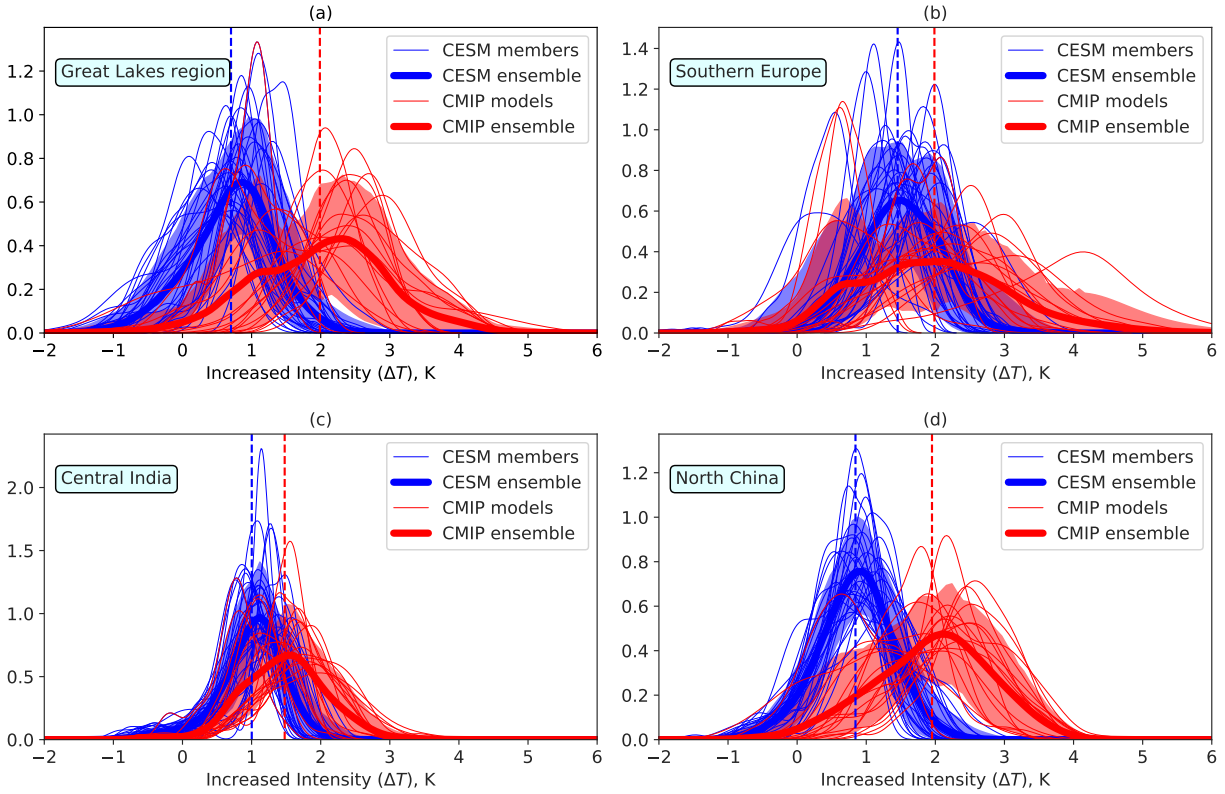 (a)
Great Lakes region
CESM members
CESM ensemble
CMIP models
CMIP ensemble
1.2
1.0
0.8
0.6
0.4
0.2
0.0
−2 −1 0 1 2 3 4 5 6
Increased Intensity (ΔT), K
(b)
Southern Europe
CESM members
CESM ensemble
CMIP models
CMIP ensemble
1.4
1.2
1.0
0.8
0.6
0.4
0.2
0.0
−2 −1 0 1 2 3 4 5 6
Increased Intensity (ΔT), K
(c)
Central India
CESM members
CESM ensemble
CMIP models
CMIP ensemble
2.0
1.5
1.0
0.5
0.0
−2 −1 0 1 2 3 4 5 6
Increased Intensity (ΔT), K
(d)
North China
CESM members
CESM ensemble
CMIP models
CMIP ensemble
1.2
1.0
0.8
0.6
0.4
0.2
0.0
−2 −1 0 1 2 3 4 5 6
Increased Intensity (ΔT), K